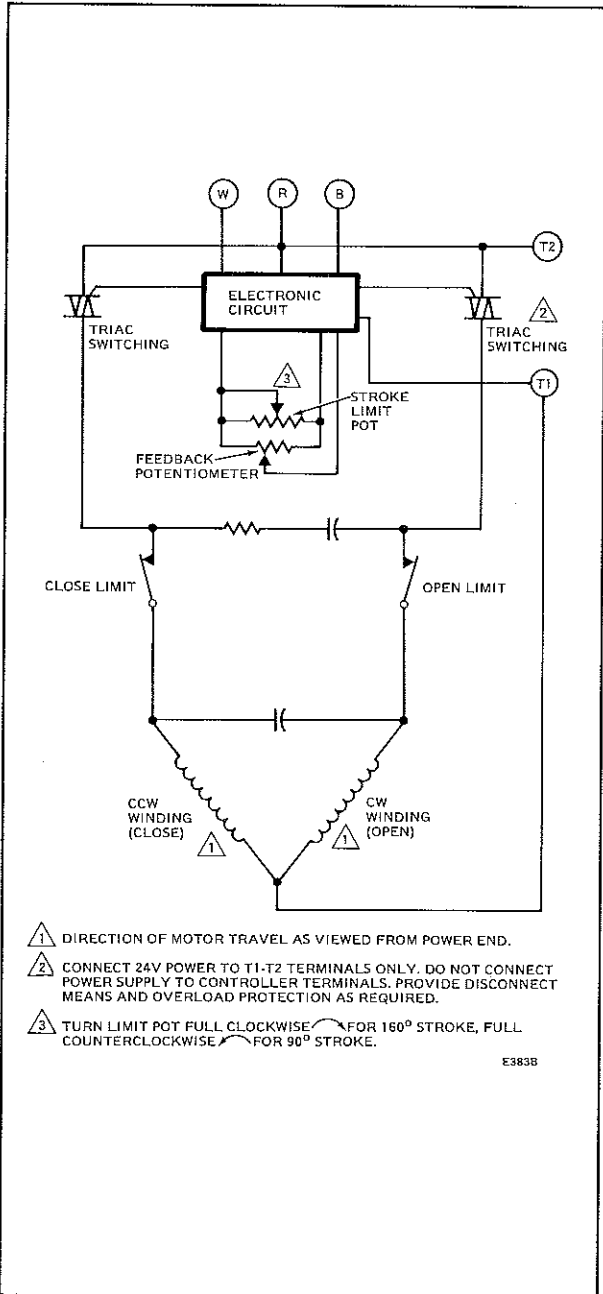 W R B
T2
ELECTRONIC
CIRCUIT
TRIAC
SWITCHING
2
TRIAC
SWITCHING
3
T1
STROKE
LIMIT
POT
FEEDBACK
POTENTIOMETER
CLOSE LIMIT
OPEN LIMIT
CCW
WINDING
(CLOSE)
1
CW
WINDING
(OPEN)
1
1 DIRECTION OF MOTOR TRAVEL AS VIEWED FROM POWER END.
2 CONNECT 24V POWER TO T1-T2 TERMINALS ONLY. DO NOT CONNECT
POWER SUPPLY TO CONTROLLER TERMINALS. PROVIDE DISCONNECT
MEANS AND OVERLOAD PROTECTION AS REQUIRED.
3 TURN LIMIT POT FULL CLOCKWISE FOR 160° STROKE, FULL
COUNTERCLOCKWISE FOR 90° STROKE.
E383B